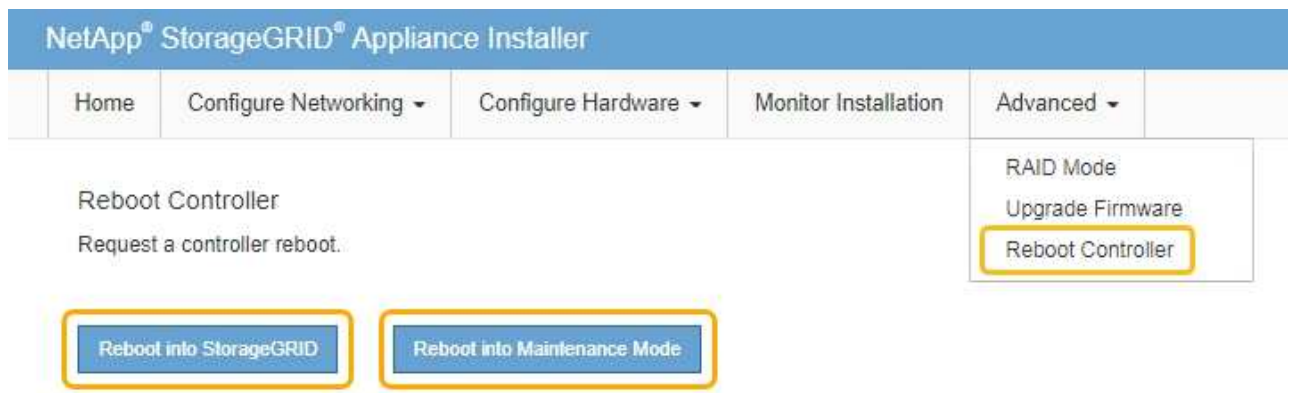 NetApp® StorageGRID® Appliance Installer
Home Configure Networking Configure Hardware Monitor Installation Advanced
RAID Mode
Upgrade Firmware
Reboot Controller
Reboot Controller
Request a controller reboot.
Reboot into StorageGRID Reboot into Maintenance Mode